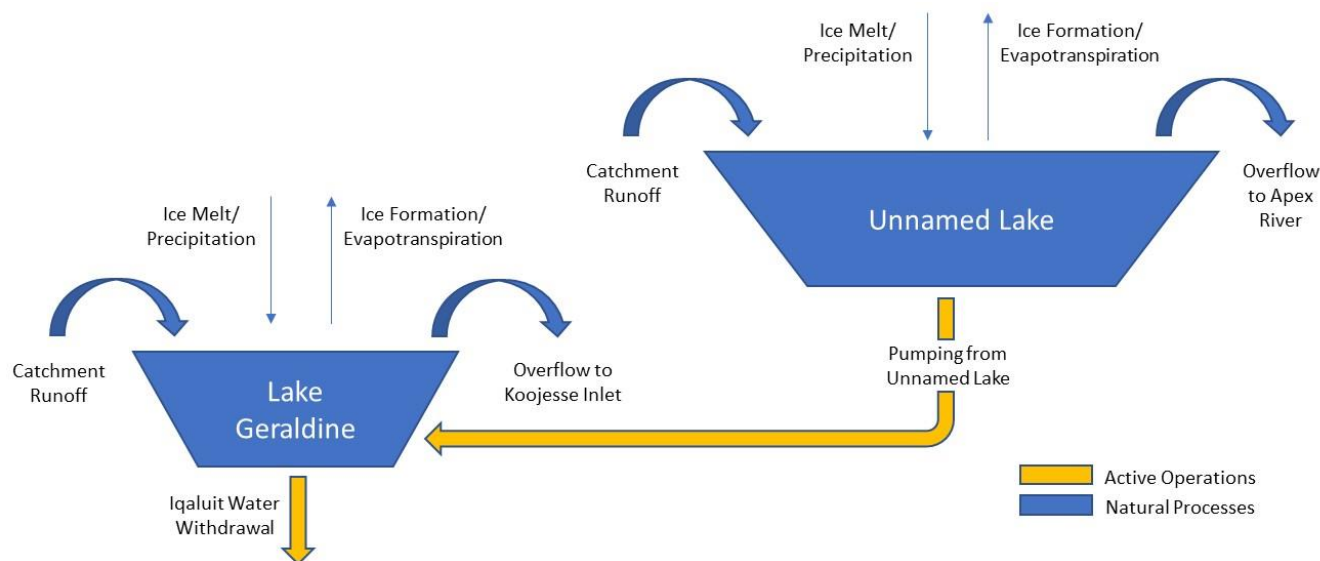 Ice Melt/
Precipitation
Ice Formation/
Evapotranspiration
Catchment
Runoff
Unnamed Lake
Overflow
to Apex
River
Ice Melt/
Precipitation
Ice Formation/
Evapotranspiration
Catchment
Runoff
Lake
Geraldine
Overflow to
Koojesse Inlet
Pumping from
Unnamed Lake
Iqaluit Water
Withdrawal
Active Operations
Natural Processes